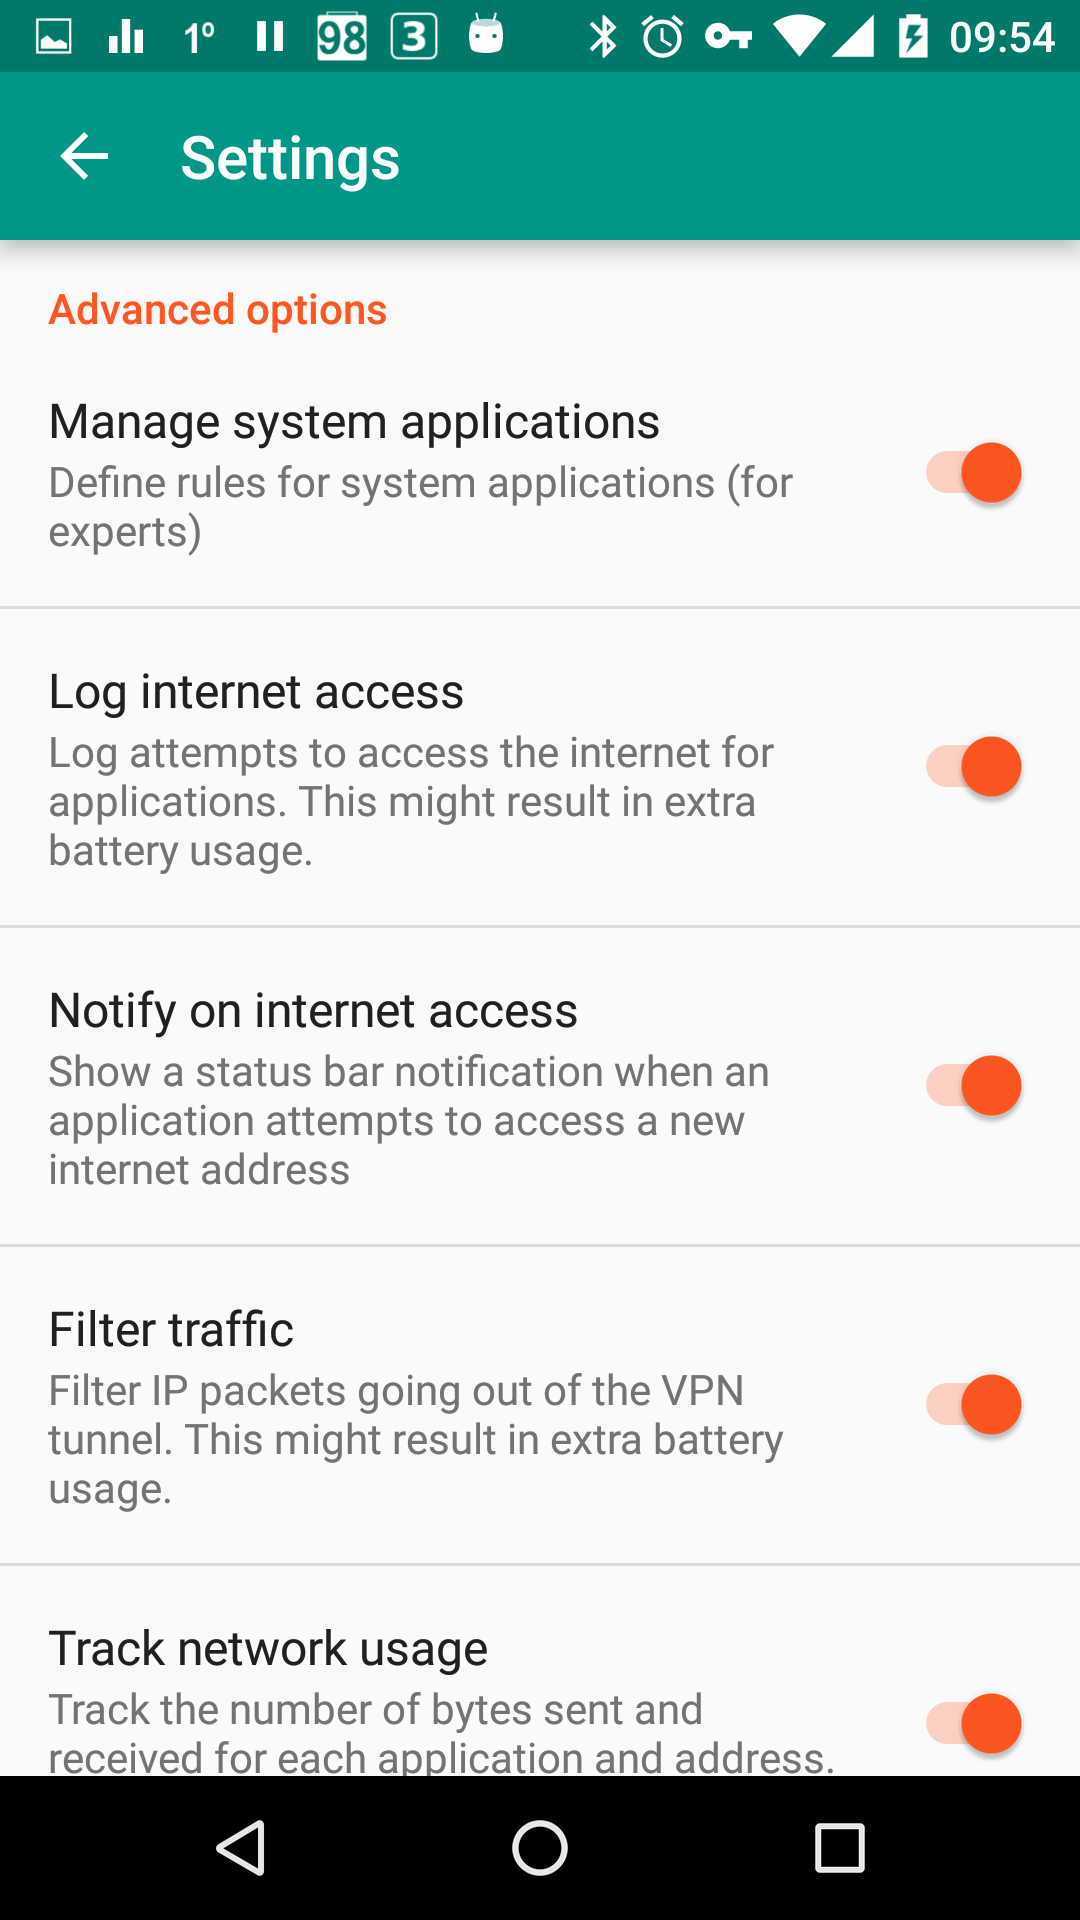 1º 98 3 09:54
Settings
Advanced options
Manage system applications
Define rules for system applications (for
experts)
Log internet access
Log attempts to access the internet for
applications. This might result in extra
battery usage.
Notify on internet access
Show a status bar notification when an
application attempts to access a new
internet address
Filter traffic
Filter IP packets going out of the VPN
tunnel. This might result in extra battery
usage.
Track network usage
Track the number of bytes sent and
received for each application and address.